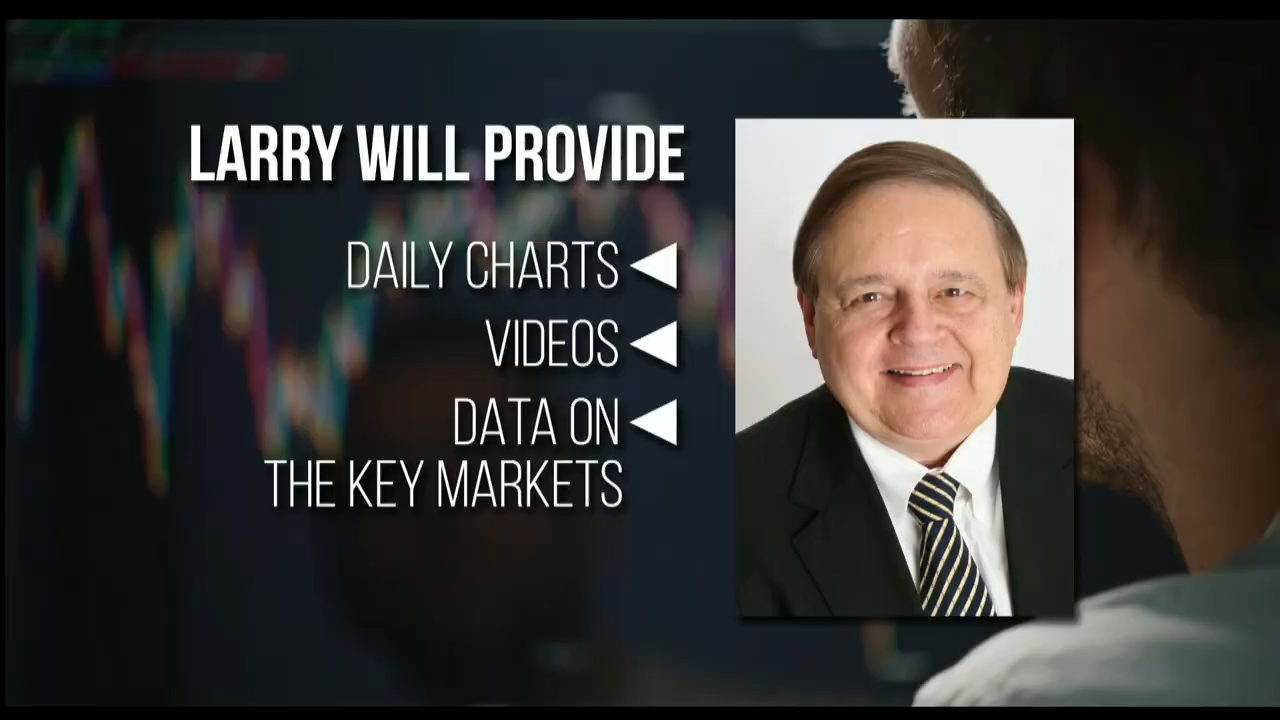 LARRY WILL PROVIDE
DAILY CHARTS
VIDEOS
DATA ON
THE KEY MARKETS